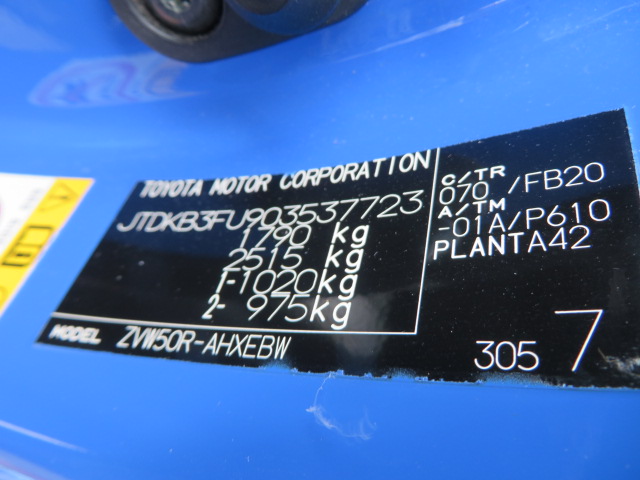 TOYOTA MOTOR CORPORATION
JTDKB3FU903537723
1790 kg
2515 kg
1-1020kg
2- 975kg
MODEL ZVW50R-AHXEBW
C/TR
070 /FB20
A/TM
-01A/P610
PLANTA42
305 7